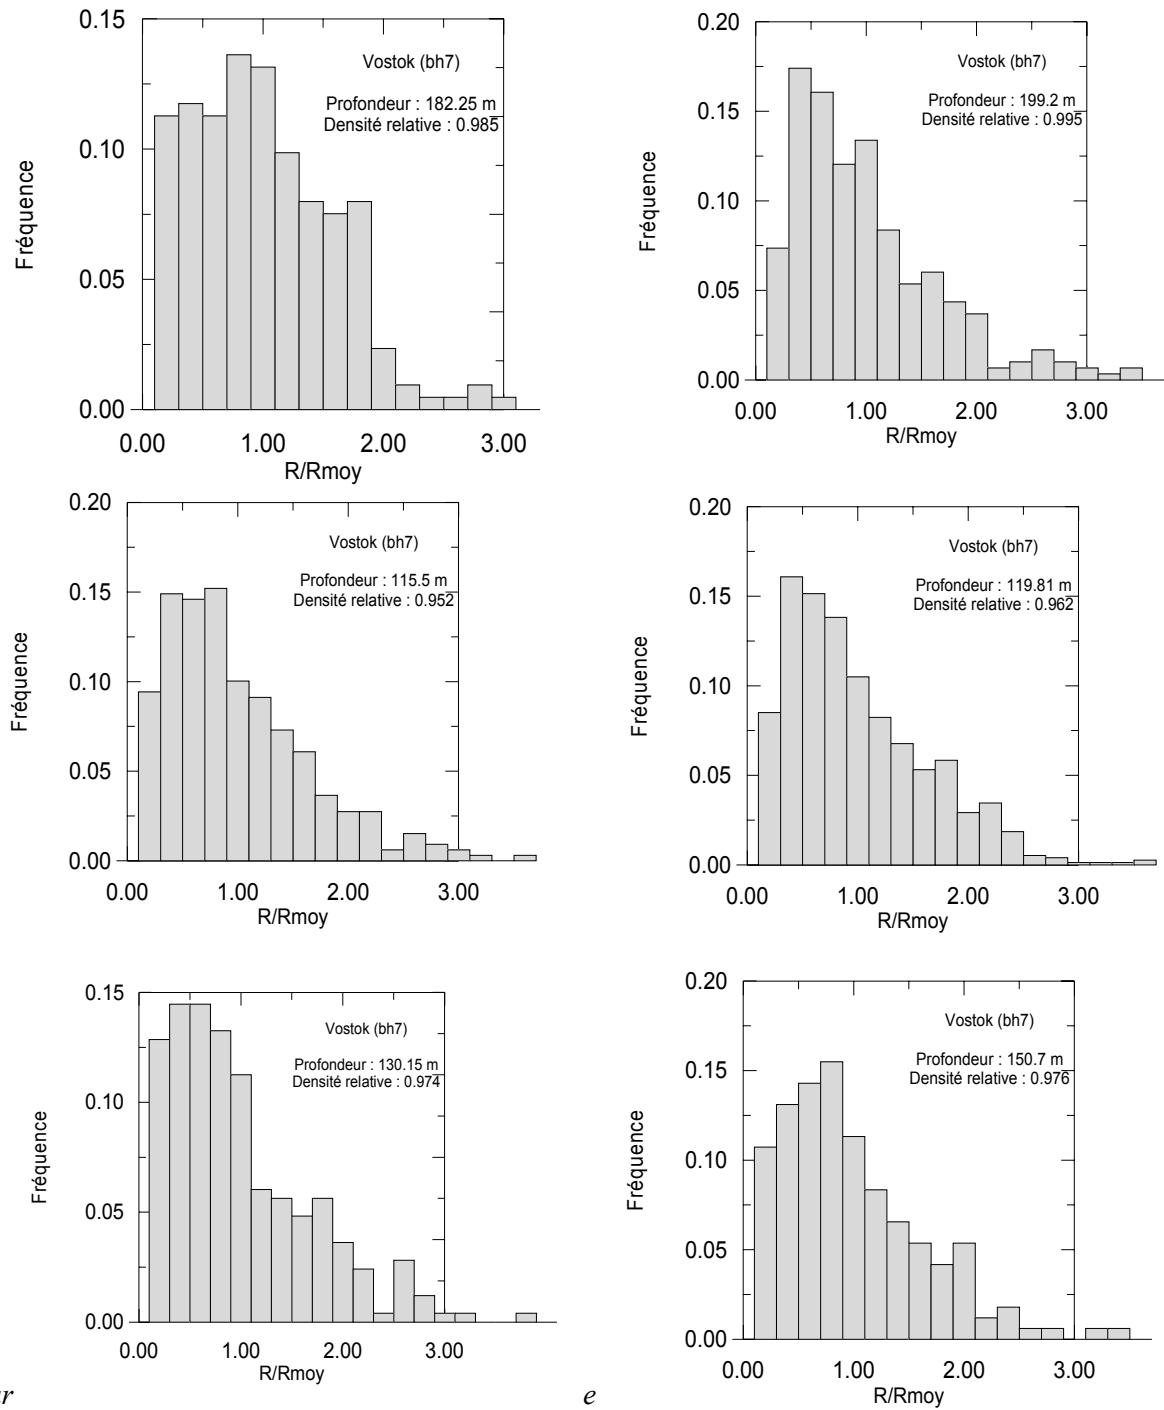 0.15
Vostok (bh7)
Profondeur : 182.25 m
Densité relative : 0.985
0.10
Fréquence
0.05
0.00
0.00 1.00 2.00 3.00
R/Rmoy
0.20
Vostok (bh7)
Profondeur : 199.2 m
Densité relative : 0.995
0.15
Fréquence
0.10
0.05
0.00
0.00 1.00 2.00 3.00
R/Rmoy
0.20
Vostok (bh7)
Profondeur : 115.5 m
Densité relative : 0.952
0.15
Fréquence
0.10
0.05
0.00
0.00 1.00 2.00 3.00
R/Rmoy
0.20
Vostok (bh7)
Profondeur : 119.81 m
Densité relative : 0.962
0.15
Fréquence
0.10
0.05
0.00
0.00 1.00 2.00 3.00
R/Rmoy
0.15
Vostok (bh7)
Profondeur : 130.15 m
Densité relative : 0.974
0.10
Fréquence
0.05
0.00
0.00 1.00 2.00 3.00
R/Rmoy
0.20
Vostok (bh7)
Profondeur : 150.7 m
Densité relative : 0.976
0.15
Fréquence
0.10
0.05
0.00
0.00 1.00 2.00 3.00
R/Rmoy
e